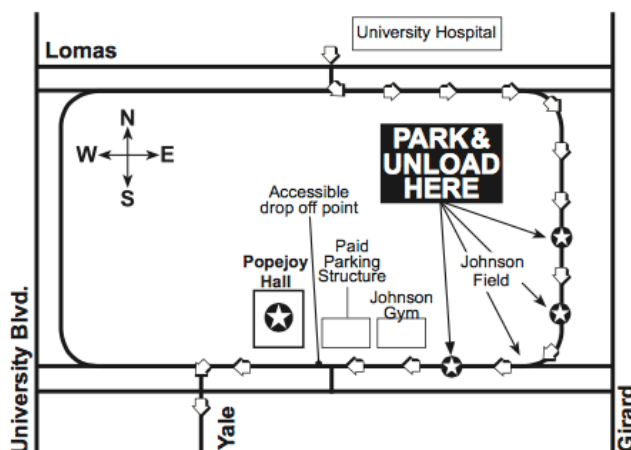 University Hospital
Lomas
N
W E
S
PARK &
UNLOAD
HERE
Accessible
drop off point
Popejoy
Hall
Paid
Parking
Structure
Johnson
Gym
Johnson
Field
University Blvd.
Yale
Girard